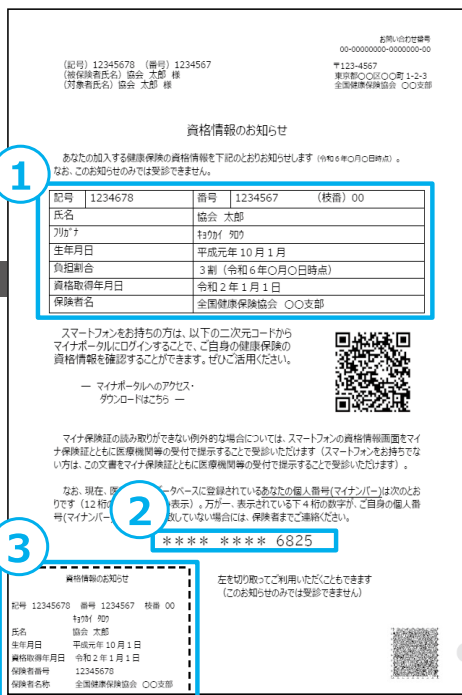 お問い合わせ番号
00-00000000-0000000-00
(記号) 12345678 (番号) 1234567
(被保険者氏名) 協会 太郎 様
(対象者氏名) 協会 太郎 様
〒123-4567
東京都〇〇区〇〇町 1-2-3
全国健康保険協会 〇〇支部
資格情報のお知らせ
あなたの加入する健康保険の資格情報を下記のとおりお知らせします (令和6年〇月〇日時点) 。
なお、このお知らせのみでは受診できません。
1
記号 1234678 番号 1234567 (枝番) 00
氏名 協会 太郎
フリガナ キョウカイ タロウ
生年月日 平成元年10月1月
負担割合 3割 (令和6年〇月〇日時点)
資格取得年月日 令和2年1月1日
保険者名 全国健康保険協会 〇〇支部
スマートフォンをお持ちの方は、以下の二次元コードから
マイナポータルにログインすることで、ご自身の健康保険の
資格情報を確認することができます。ぜひご活用ください。
― マイナポータルへのアクセス・
ダウンロードはこちら ―
マイナ保険証の読み取りができない例外的な場合については、スマートフォンの資格情報画面をマイ
ナ保険証とともに医療機関等の受付で提示することで受診いただけます (スマートフォンをお持ちでな
い方は、この文書をマイナ保険証とともに医療機関等の受付で提示することで受診いただけます) 。
なお、現在、医 データベースに登録されているあなたの個人番号(マイナンバー)は次のとお
りです (12桁の 表示) 。万が一、表示されている下4桁の数字が、ご自身の個人番
号(マイナンバー) 致していない場合には、保険者までご連絡ください。
2
**** **** 6825
3
資格情報のお知らせ
記号 12345678 番号 1234567 枝番 00
キョウカイ タロウ
氏名 協会 太郎
生年月日 平成元年10月1日
資格取得年月日 令和2年1月1日
保険者番号 12345678
保険者名称 全国健康保険協会 〇〇支部
左を切り取ってご利用いただくこともできます
(このお知らせのみでは受診できません)